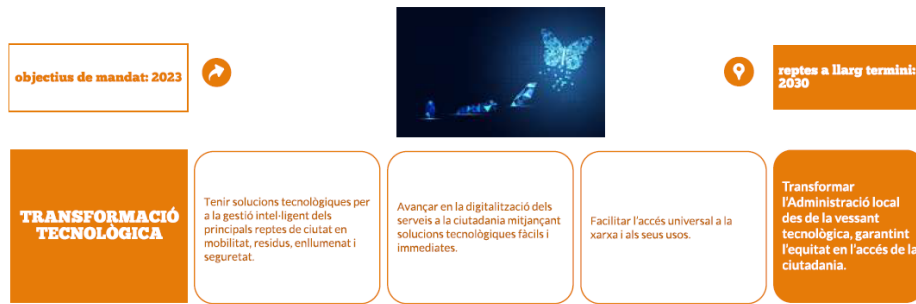 objectius de mandat: 2023
reptes a llarg termini:
2030
TRANSFORMACIÓ
TECNOLÒGICA
Tenir solucions tecnològiques per
a la gestió intel·ligent dels
principals reptes de ciutat en
mobilitat, residus, enllumenat i
seguretat.
Avançar en la digitalització dels
serveis a la ciutadania mitjançant
solucions tecnològiques fàcils i
immediates.
Facilitar l'accés universal a la
xarxa i als seus usos.
Transformar
l'Administració local
des de la vessant
tecnològica, garantint
l'equitat en l'accés de la
ciutadania.